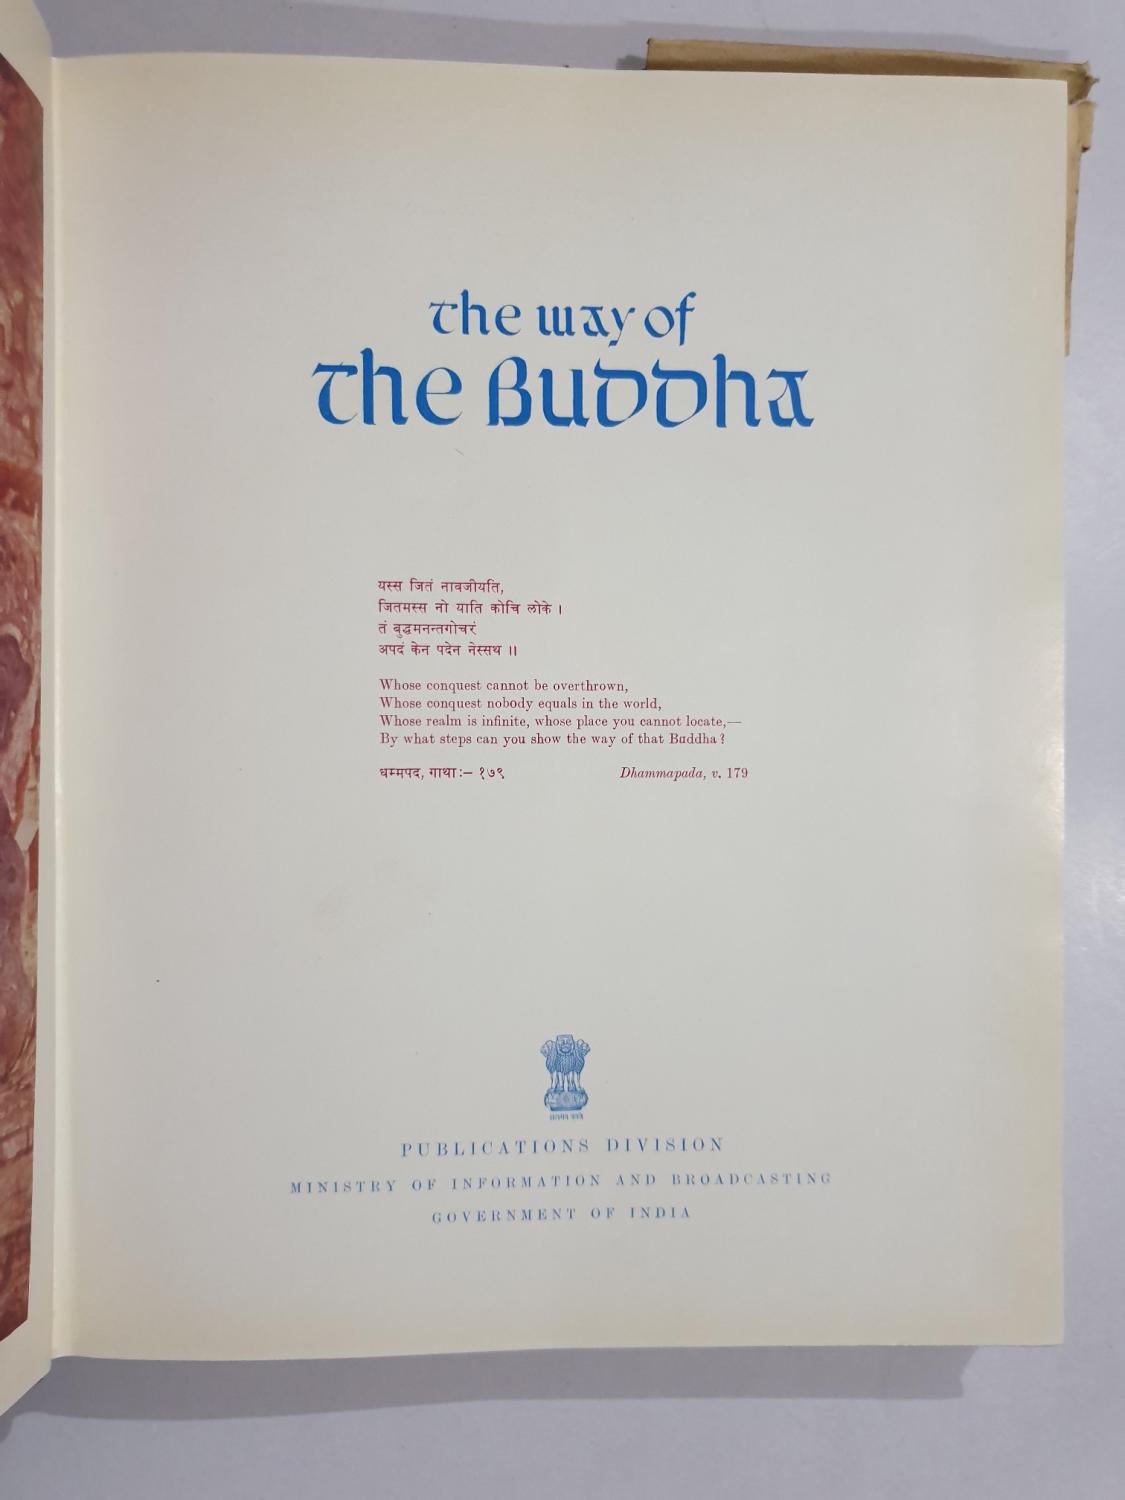 the way of
the Buddha
यस्स जितं नावजीयति,
जितमस्स नो याति कोचि लोके ।
तं बुद्धमनन्तगोचरं
अपदं केन पदेन नेस्सथ ॥
Whose conquest cannot be overthrown,
Whose conquest nobody equals in the world,
Whose realm is infinite, whose place you cannot locate,—
By what steps can you show the way of that Buddha?
धम्मपद, गाथा:– १७९ Dhammapada, v. 179
सत्यमेव जयते
PUBLICATIONS DIVISION
MINISTRY OF INFORMATION AND BROADCASTING
GOVERNMENT OF INDIA